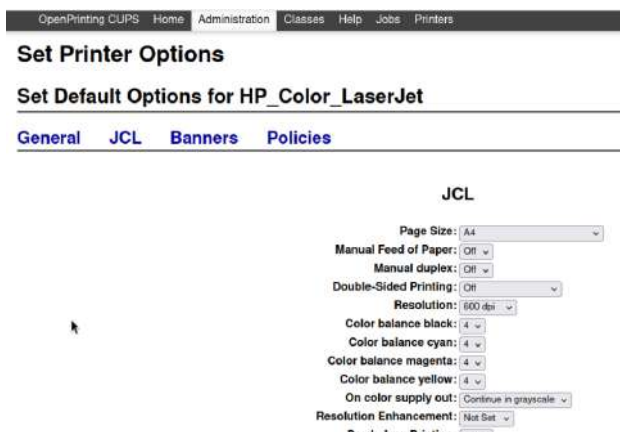 OpenPrinting CUPS Home Administration Classes Help Jobs Printers
Set Printer Options
Set Default Options for HP_Color_LaserJet
General JCL Banners Policies
JCL
Page Size: A4
Manual Feed of Paper: Off
Manual duplex: Off
Double-Sided Printing: Off
Resolution: 600 dpi
Color balance black: 4
Color balance cyan: 4
Color balance magenta: 4
Color balance yellow: 4
On color supply out: Continue in grayscale
Resolution Enhancement: Not Set